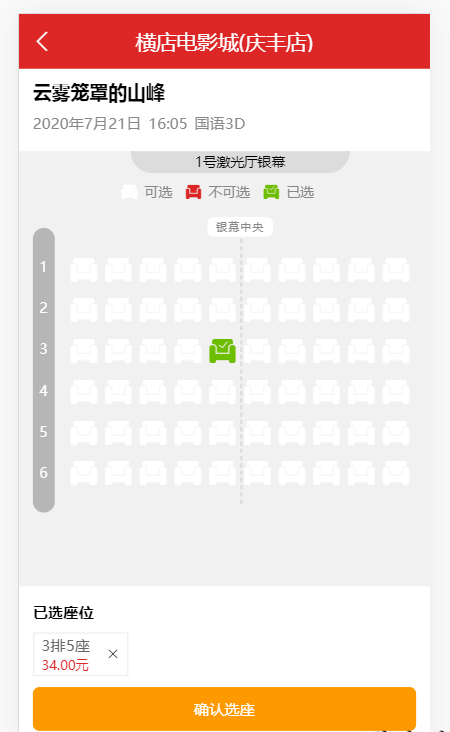 横店电影城(庆丰店)
云雾笼罩的山峰
2020年7月21日 16:05 国语3D
1号激光厅银幕
可选 不可选 已选
银幕中央
1
2
3
4
5
6
已选座位
3排5座
34.00元
确认选座